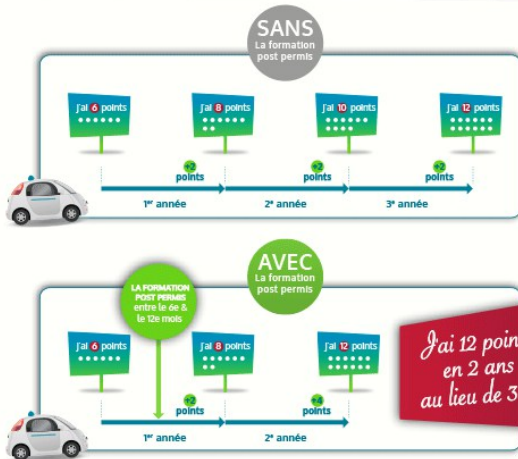 SANS
La formation
post permis
J'ai 6 points
J'ai 8 points
J'ai 10 points
J'ai 12 points
+2
points
+2
points
+2
points
1er année
2e année
3e année
AVEC
La formation
post permis
LA FORMATION
POST PERMIS
entre le 6e &
le 12e mois
J'ai 6 points
J'ai 8 points
J'ai 12 points
+2
points
+4
points
1er année
2e année
J'ai 12 poin
en 2 ans
au lieu de 3